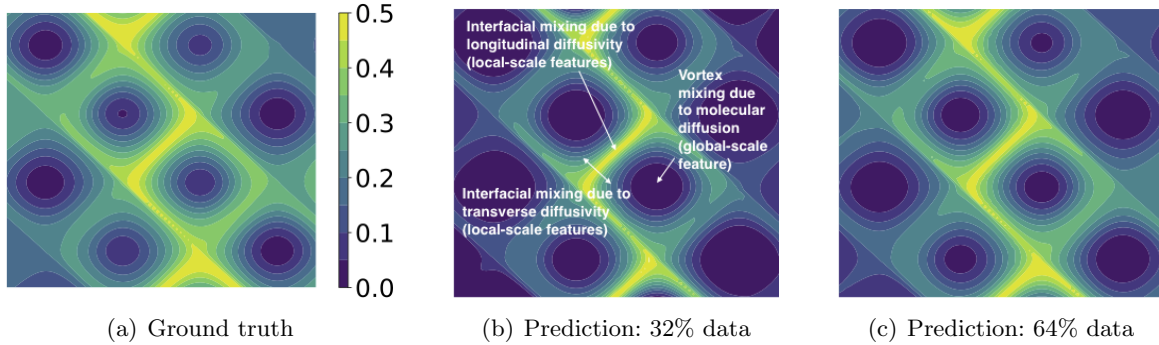 0.5
0.4
0.3
0.2
0.1
0.0
Interfacial mixing due to
longitudinal diffusivity
(local-scale features)
Vortex
mixing due
to molecular
diffusion
(global-scale
feature)
Interfacial mixing due to
transverse diffusivity
(local-scale features)
(a) Ground truth
(b) Prediction: 32% data
(c) Prediction: 64% data